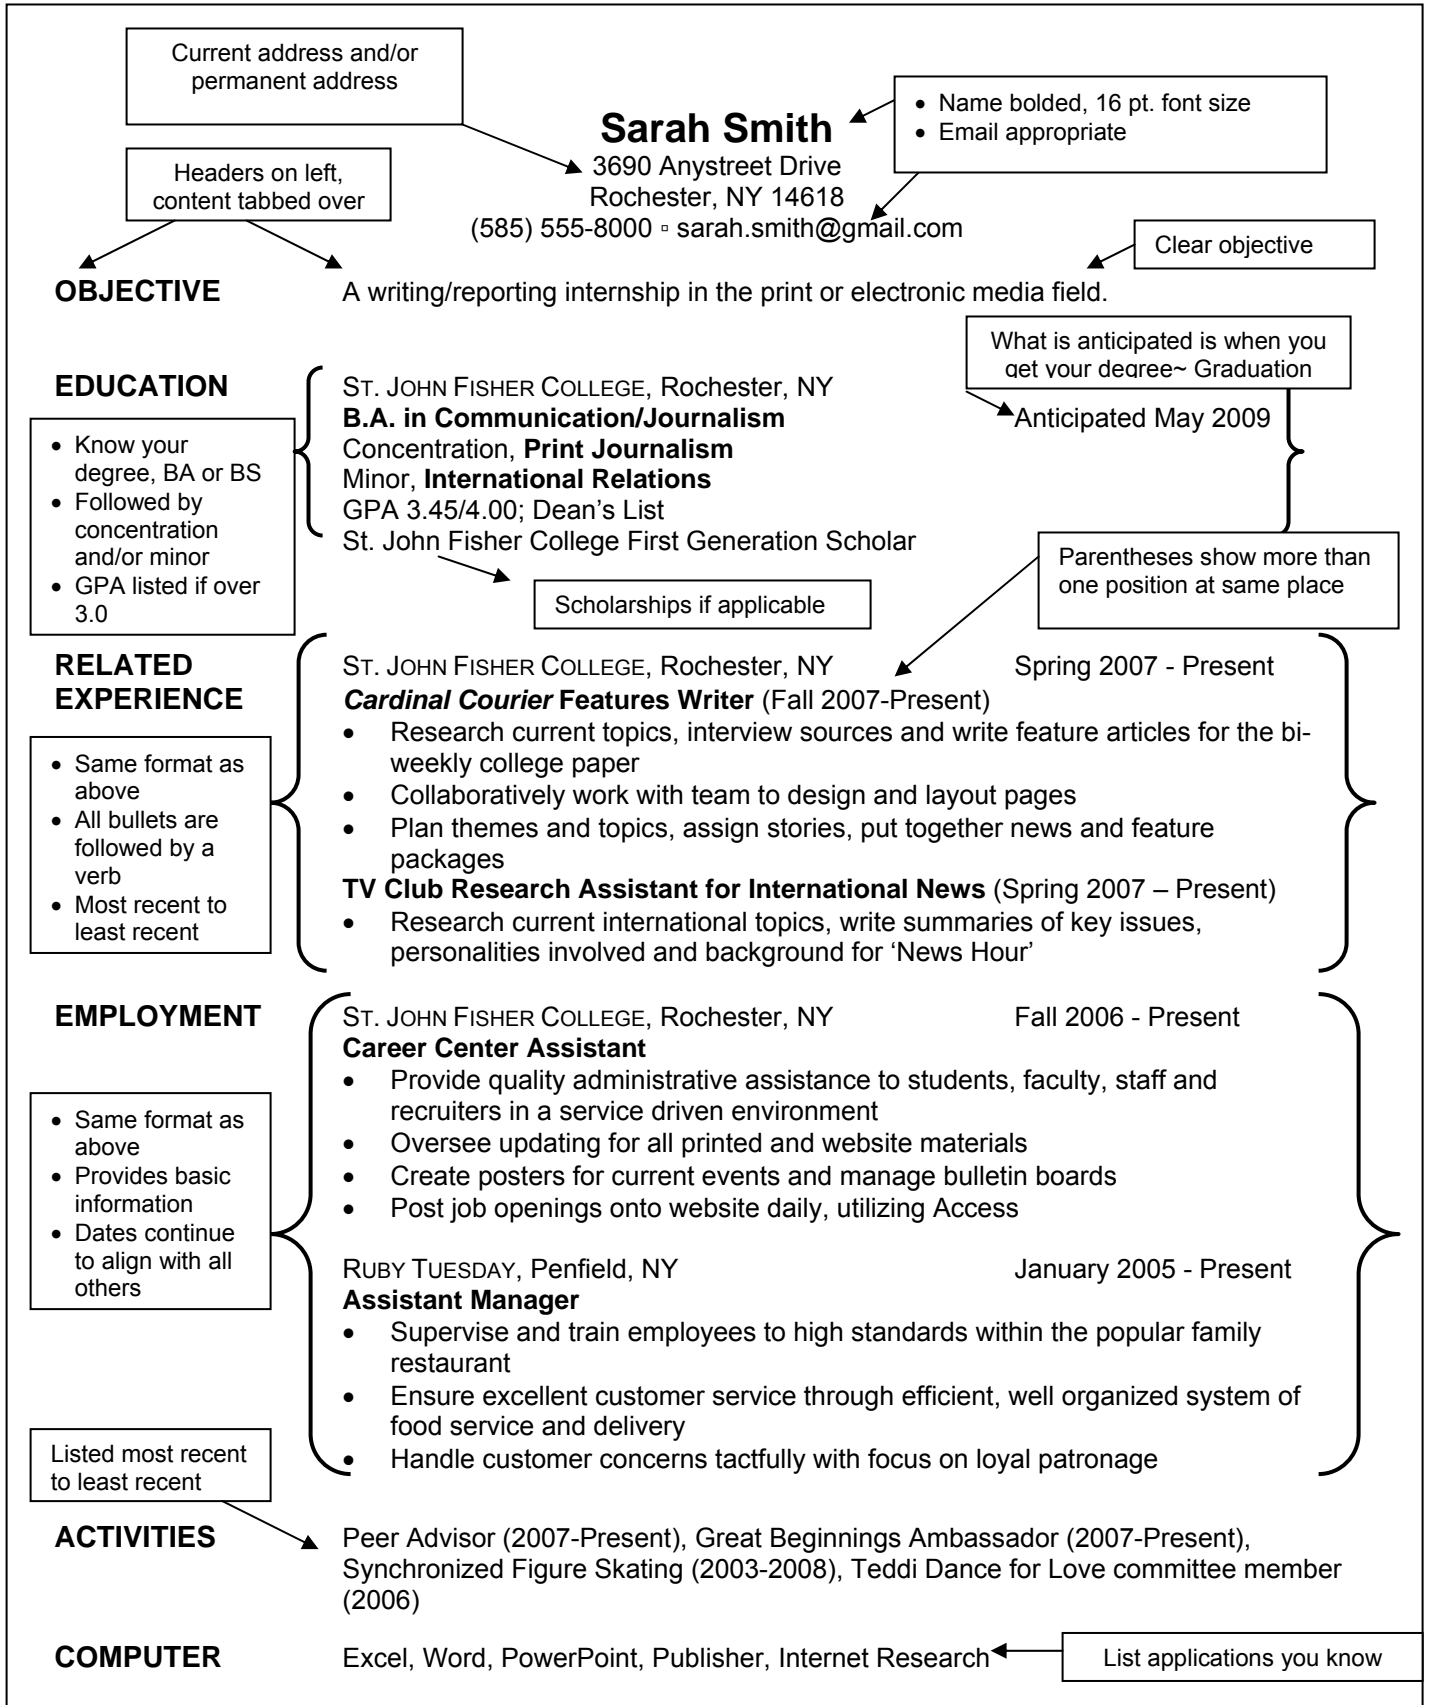 Current address and/or
permanent address
• Name bolded, 16 pt. font size
• Email appropriate
Sarah Smith
3690 Anystreet Drive
Rochester, NY 14618
(585) 555-8000 ▫ sarah.smith@gmail.com
Headers on left,
content tabbed over
Clear objective
OBJECTIVE A writing/reporting internship in the print or electronic media field.
What is anticipated is when you
get your degree~ Graduation
EDUCATION ST. JOHN FISHER COLLEGE, Rochester, NY
B.A. in Communication/Journalism Anticipated May 2009
Concentration, Print Journalism
Minor, International Relations
GPA 3.45/4.00; Dean's List
St. John Fisher College First Generation Scholar
• Know your
degree, BA or BS
• Followed by
concentration
and/or minor
• GPA listed if over
3.0
Scholarships if applicable
Parentheses show more than
one position at same place
RELATED
EXPERIENCE
ST. JOHN FISHER COLLEGE, Rochester, NY Spring 2007 - Present
Cardinal Courier Features Writer (Fall 2007-Present)
• Research current topics, interview sources and write feature articles for the bi-
weekly college paper
• Collaboratively work with team to design and layout pages
• Plan themes and topics, assign stories, put together news and feature
packages
TV Club Research Assistant for International News (Spring 2007 – Present)
• Research current international topics, write summaries of key issues,
personalities involved and background for ‘News Hour’
• Same format as
above
• All bullets are
followed by a
verb
• Most recent to
least recent
EMPLOYMENT ST. JOHN FISHER COLLEGE, Rochester, NY Fall 2006 - Present
Career Center Assistant
• Provide quality administrative assistance to students, faculty, staff and
recruiters in a service driven environment
• Oversee updating for all printed and website materials
• Create posters for current events and manage bulletin boards
• Post job openings onto website daily, utilizing Access
• Same format as
above
• Provides basic
information
• Dates continue
to align with all
others
RUBY TUESDAY, Penfield, NY January 2005 - Present
Assistant Manager
• Supervise and train employees to high standards within the popular family
restaurant
• Ensure excellent customer service through efficient, well organized system of
food service and delivery
• Handle customer concerns tactfully with focus on loyal patronage
Listed most recent
to least recent
ACTIVITIES Peer Advisor (2007-Present), Great Beginnings Ambassador (2007-Present),
Synchronized Figure Skating (2003-2008), Teddi Dance for Love committee member
(2006)
COMPUTER Excel, Word, PowerPoint, Publisher, Internet Research
List applications you know